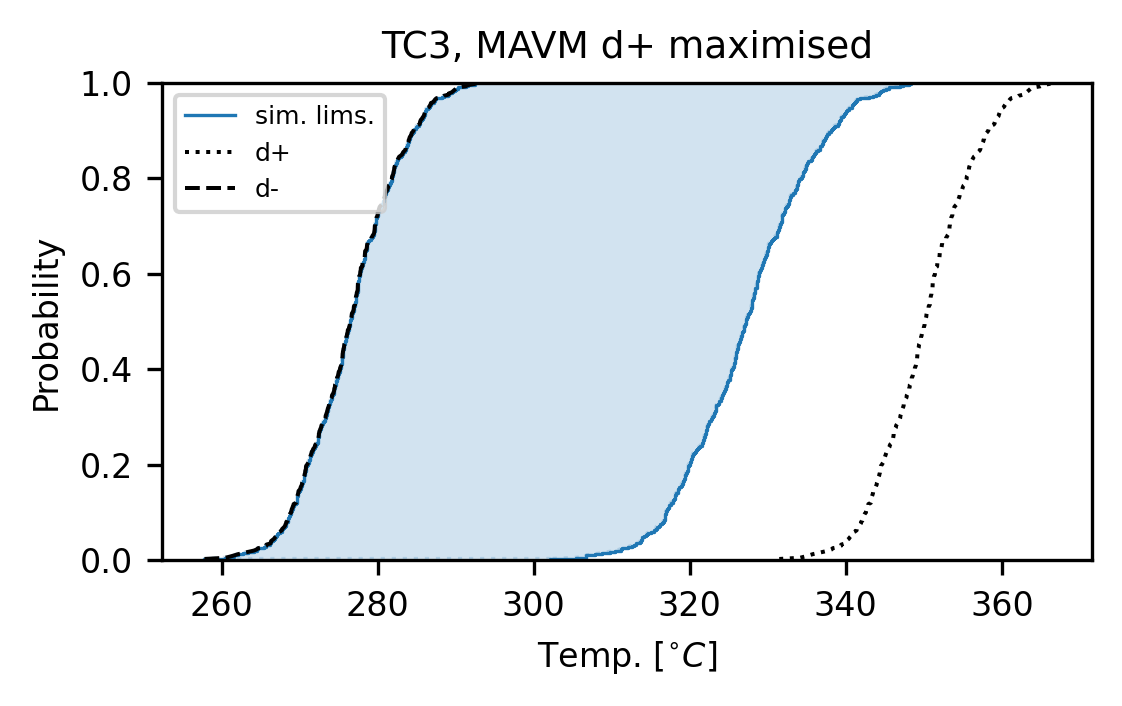 TC3, MAVM d+ maximised
1.0
0.8
0.6
0.4
0.2
0.0
Probability
sim. lims.
d+
d-
260 280 300 320 340 360
Temp. [°C]